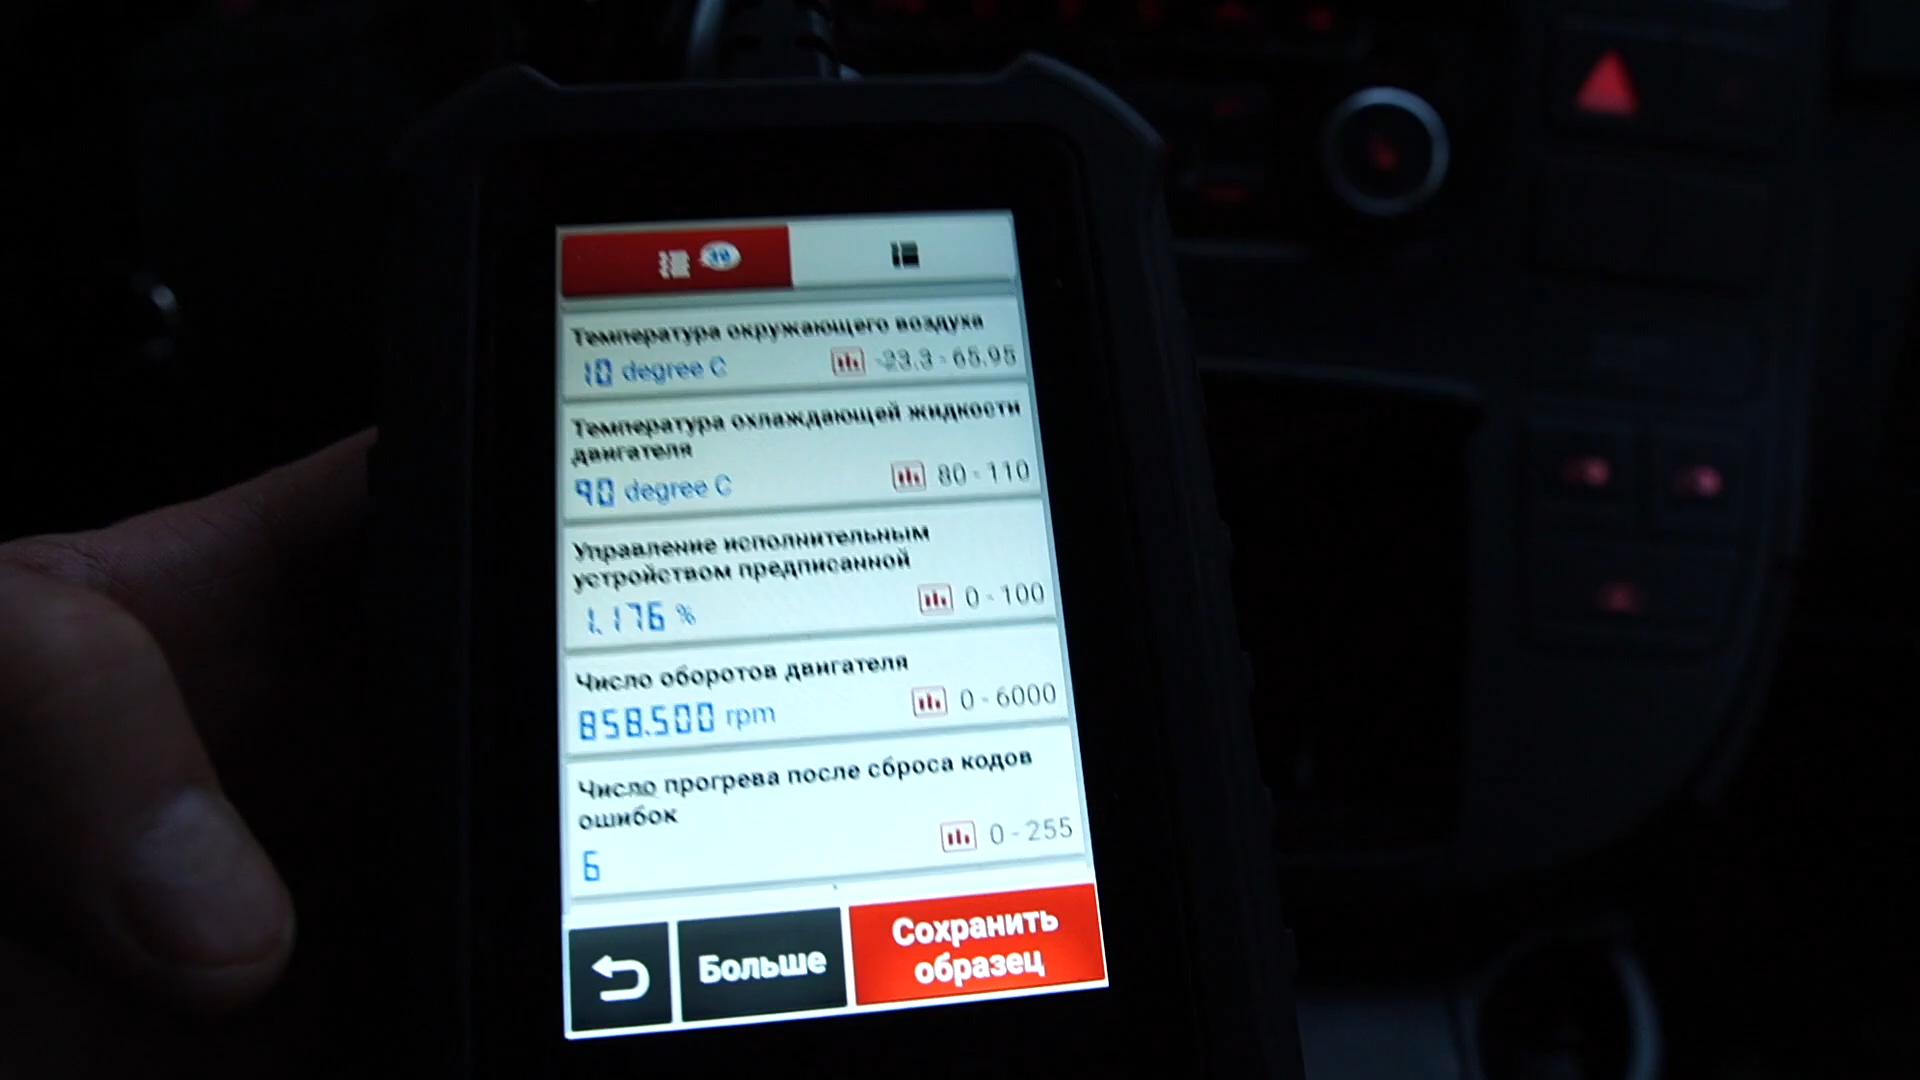 39
Температура окружающего воздуха
10 degree C -23.3 - 65.95
Температура охлаждающей жидкости
двигателя
90 degree C 80 - 110
Управление исполнительным
устройством предписанной
1.176 % 0 - 100
Число оборотов двигателя
858.500 rpm 0 - 6000
Число прогрева после сброса кодов
ошибок
6 0 - 255
Больше
Сохранить
образец